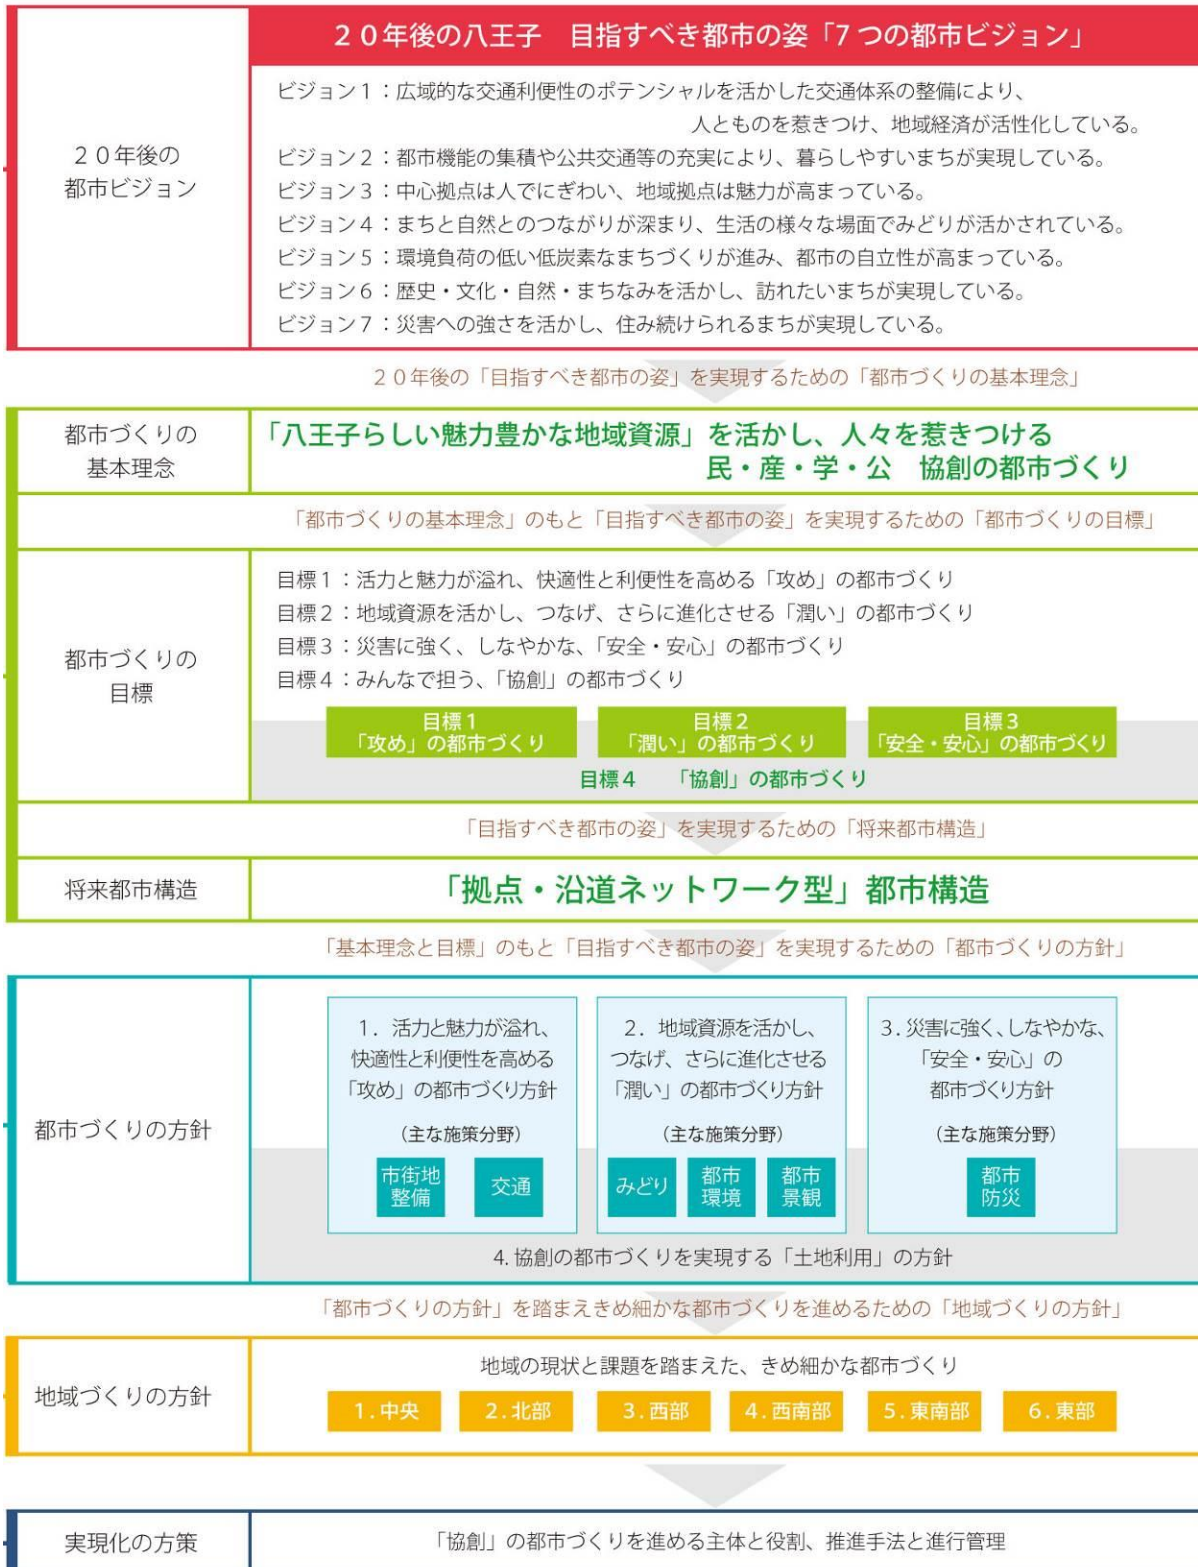 20年後の八王子　目指すべき都市の姿「7つの都市ビジョン」
20年後の
都市ビジョン
ビジョン1：広域的な交通利便性のポテンシャルを活かした交通体系の整備により、
人とものを惹きつけ、地域経済が活性化している。
ビジョン2：都市機能の集積や公共交通等の充実により、暮らしやすいまちが実現している。
ビジョン3：中心拠点は人でにぎわい、地域拠点は魅力が高まっている。
ビジョン4：まちと自然とのつながりが深まり、生活の様々な場面でみどりが活かされている。
ビジョン5：環境負荷の低い低炭素なまちづくりが進み、都市の自立性が高まっている。
ビジョン6：歴史・文化・自然・まちなみを活かし、訪れたいまちが実現している。
ビジョン7：災害への強さを活かし、住み続けられるまちが実現している。
20年後の「目指すべき都市の姿」を実現するための「都市づくりの基本理念」
都市づくりの
基本理念
「八王子らしい魅力豊かな地域資源」を活かし、人々を惹きつける
民・産・学・公　協創の都市づくり
「都市づくりの基本理念」のもと「目指すべき都市の姿」を実現するための「都市づくりの目標」
都市づくりの
目標
目標1：活力と魅力が溢れ、快適性と利便性を高める「攻め」の都市づくり
目標2：地域資源を活かし、つなげ、さらに進化させる「潤い」の都市づくり
目標3：災害に強く、しなやかな、「安全・安心」の都市づくり
目標4：みんなで担う、「協創」の都市づくり
目標1
「攻め」の都市づくり
目標2
「潤い」の都市づくり
目標3
「安全・安心」の都市づくり
目標4　「協創」の都市づくり
「目指すべき都市の姿」を実現するための「将来都市構造」
将来都市構造
「拠点・沿道ネットワーク型」都市構造
「基本理念と目標」のもと「目指すべき都市の姿」を実現するための「都市づくりの方針」
都市づくりの方針
1. 活力と魅力が溢れ、
快適性と利便性を高める
「攻め」の都市づくり方針
（主な施策分野）
市街地
整備
交通
2. 地域資源を活かし、
つなげ、さらに進化させる
「潤い」の都市づくり方針
（主な施策分野）
みどり
都市
環境
都市
景観
3. 災害に強く、しなやかな、
「安全・安心」の
都市づくり方針
（主な施策分野）
都市
防災
4. 協創の都市づくりを実現する「土地利用」の方針
「都市づくりの方針」を踏まえきめ細かな都市づくりを進めるための「地域づくりの方針」
地域づくりの方針
地域の現状と課題を踏まえた、きめ細かな都市づくり
1. 中央
2. 北部
3. 西部
4. 西南部
5. 東南部
6. 東部
実現化の方策
「協創」の都市づくりを進める主体と役割、推進手法と進行管理